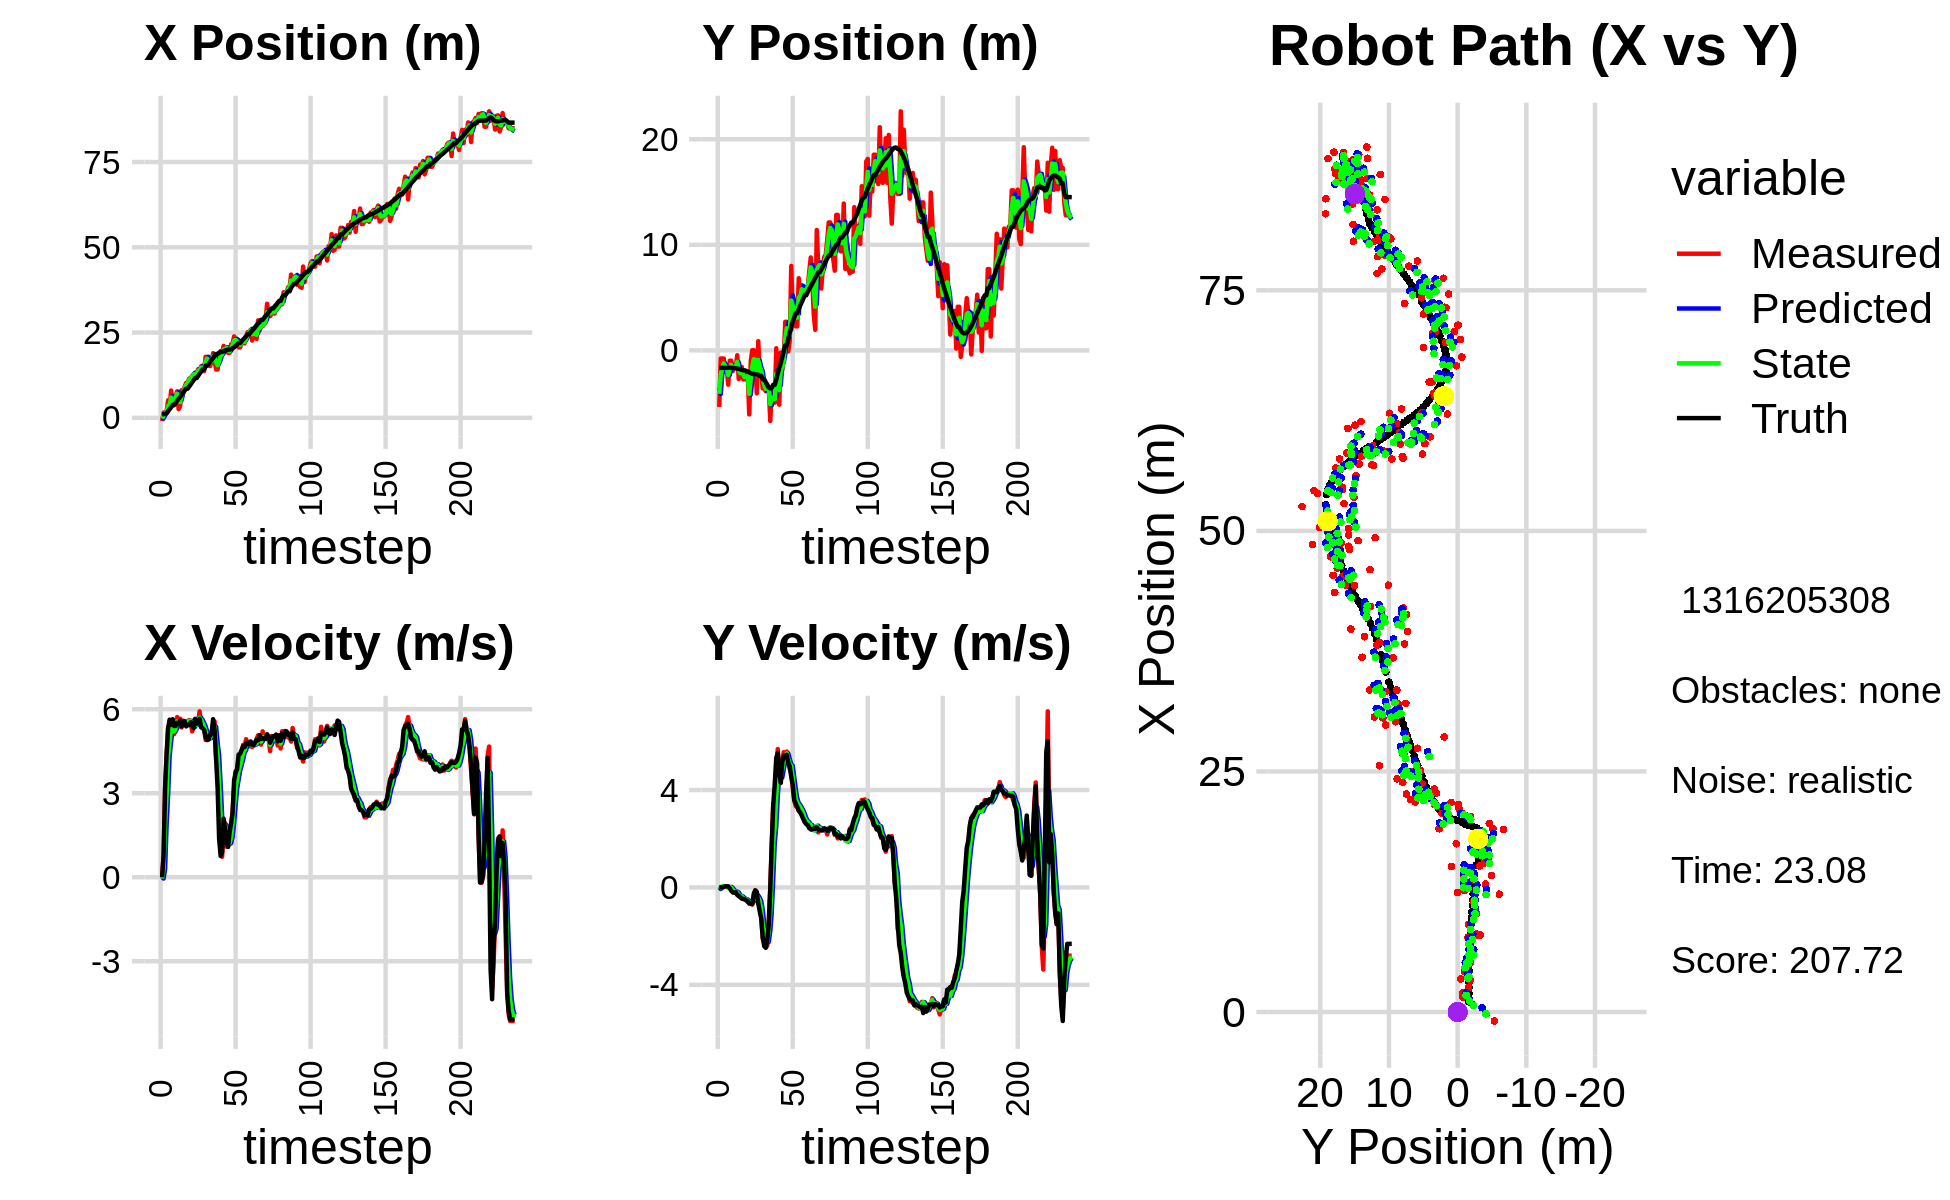 X Position (m)
75
50
25
0
0
50
100
150
200
timestep
Y Position (m)
20
10
0
0
50
100
150
200
timestep
X Velocity (m/s)
6
3
0
-3
0
50
100
150
200
timestep
Y Velocity (m/s)
4
0
-4
0
50
100
150
200
timestep
Robot Path (X vs Y)
X Position (m)
75
50
25
0
20 10 0 -10 -20
Y Position (m)
variable
Measured
Predicted
State
Truth
1316205308
Obstacles: none
Noise: realistic
Time: 23.08
Score: 207.72